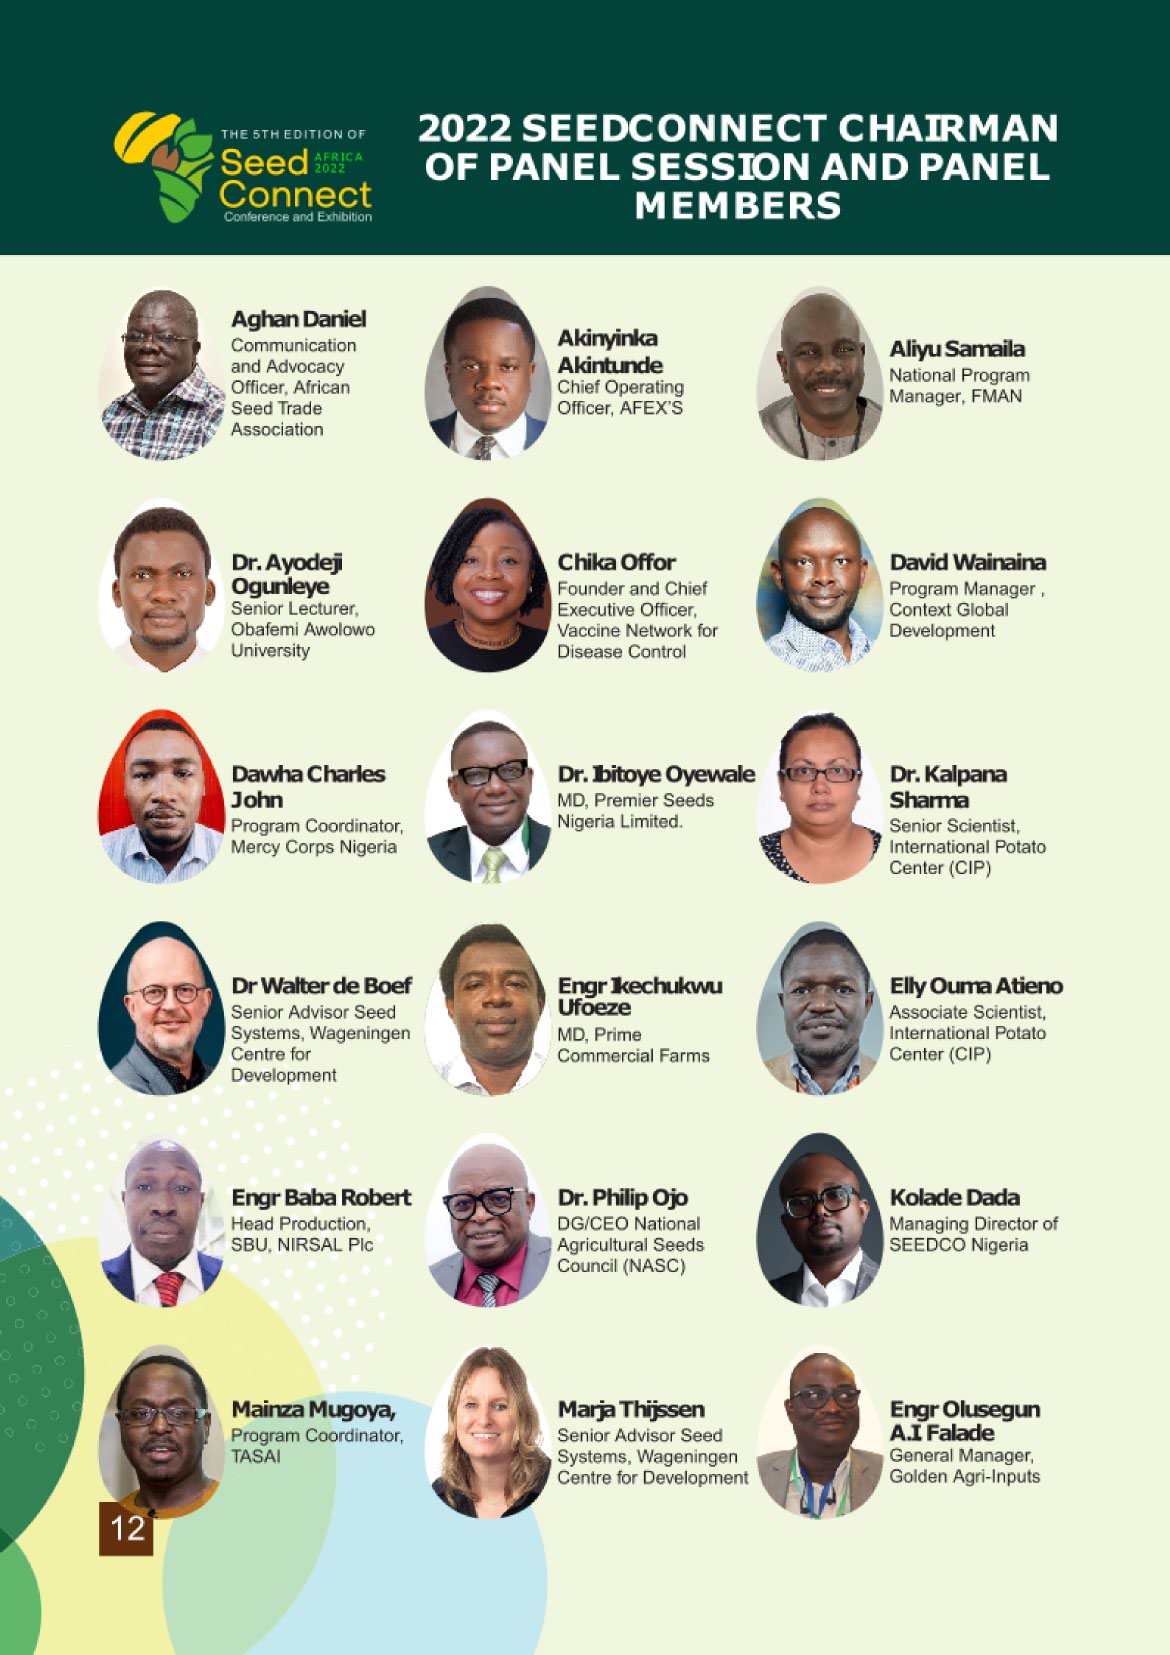 THE 5TH EDITION OF
Seed
AFRICA
2022
Connect
Conference and Exhibition
2022 SEEDCONNECT CHAIRMAN
OF PANEL SESSION AND PANEL
MEMBERS
Aghan Daniel
Communication
and Advocacy
Officer, African
Seed Trade
Association
Akinyinka
Akintunde
Chief Operating
Officer, AFEX'S
Aliyu Samaila
National Program
Manager, FMAN
Dr. Ayodeji
Ogunleye
Senior Lecturer,
Obafemi Awolowo
University
Chika Offor
Founder and Chief
Executive Officer,
Vaccine Network for
Disease Control
David Wainaina
Program Manager ,
Context Global
Development
Dawha Charles
John
Program Coordinator,
Mercy Corps Nigeria
Dr. Ibitoye Oyewale
MD, Premier Seeds
Nigeria Limited.
Dr. Kalpana
Sharma
Senior Scientist,
International Potato
Center (CIP)
Dr Walter de Boef
Senior Advisor Seed
Systems, Wageningen
Centre for
Development
Engr Ikechukwu
Ufoeze
MD, Prime
Commercial Farms
Elly Ouma Atieno
Associate Scientist,
International Potato
Center (CIP)
Engr Baba Robert
Head Production,
SBU, NIRSAL Plc
Dr. Philip Ojo
DG/CEO National
Agricultural Seeds
Council (NASC)
Kolade Dada
Managing Director of
SEEDCO Nigeria
Mainza Mugoya,
Program Coordinator,
TASAI
Marja Thijssen
Senior Advisor Seed
Systems, Wageningen
Centre for Development
Engr Olusegun
A.I Falade
General Manager,
Golden Agri-Inputs
12